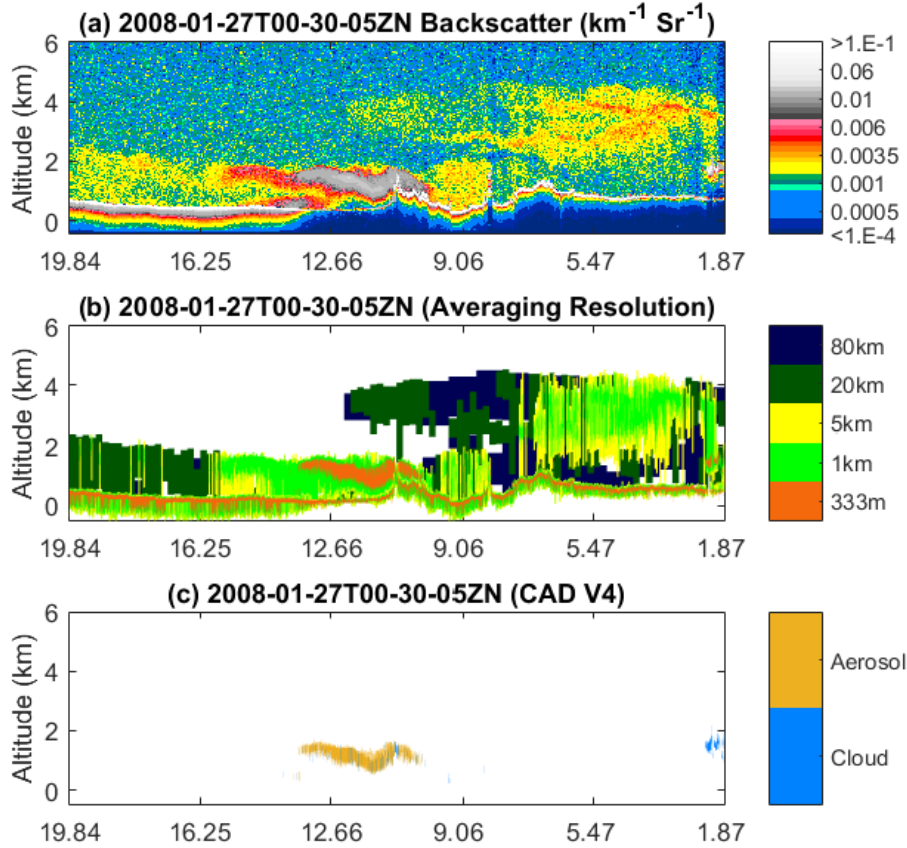 (a) 2008-01-27T00-30-05ZN Backscatter (km⁻¹ Sr⁻¹)
Altitude (km)
6
4
2
0
19.84 16.25 12.66 9.06 5.47 1.87
>1.E-1
0.06
0.01
0.006
0.0035
0.001
0.0005
<1.E-4
(b) 2008-01-27T00-30-05ZN (Averaging Resolution)
Altitude (km)
6
4
2
0
19.84 16.25 12.66 9.06 5.47 1.87
80km
20km
5km
1km
333m
(c) 2008-01-27T00-30-05ZN (CAD V4)
Altitude (km)
6
4
2
0
19.84 16.25 12.66 9.06 5.47 1.87
Aerosol
Cloud